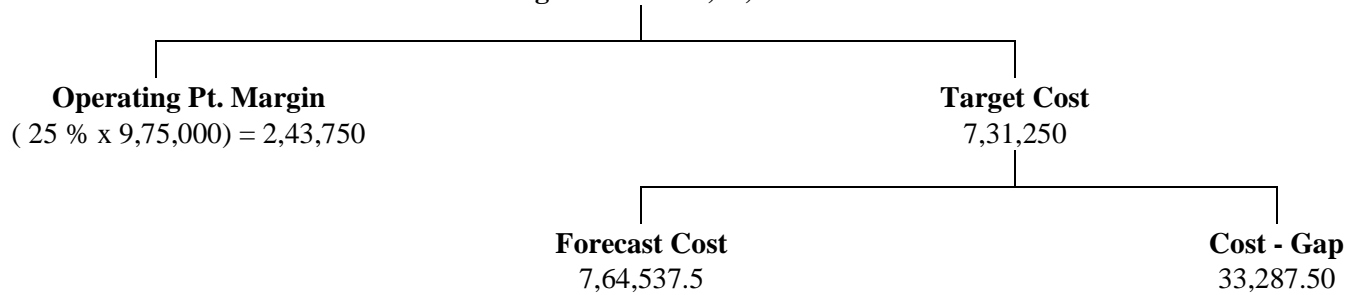 Operating Pt. Margin
Target Cost
( 25 % x 9,75,000) = 2,43,750
7,31,250
Forecast Cost
Cost - Gap
7,64,537.5
33,287.50